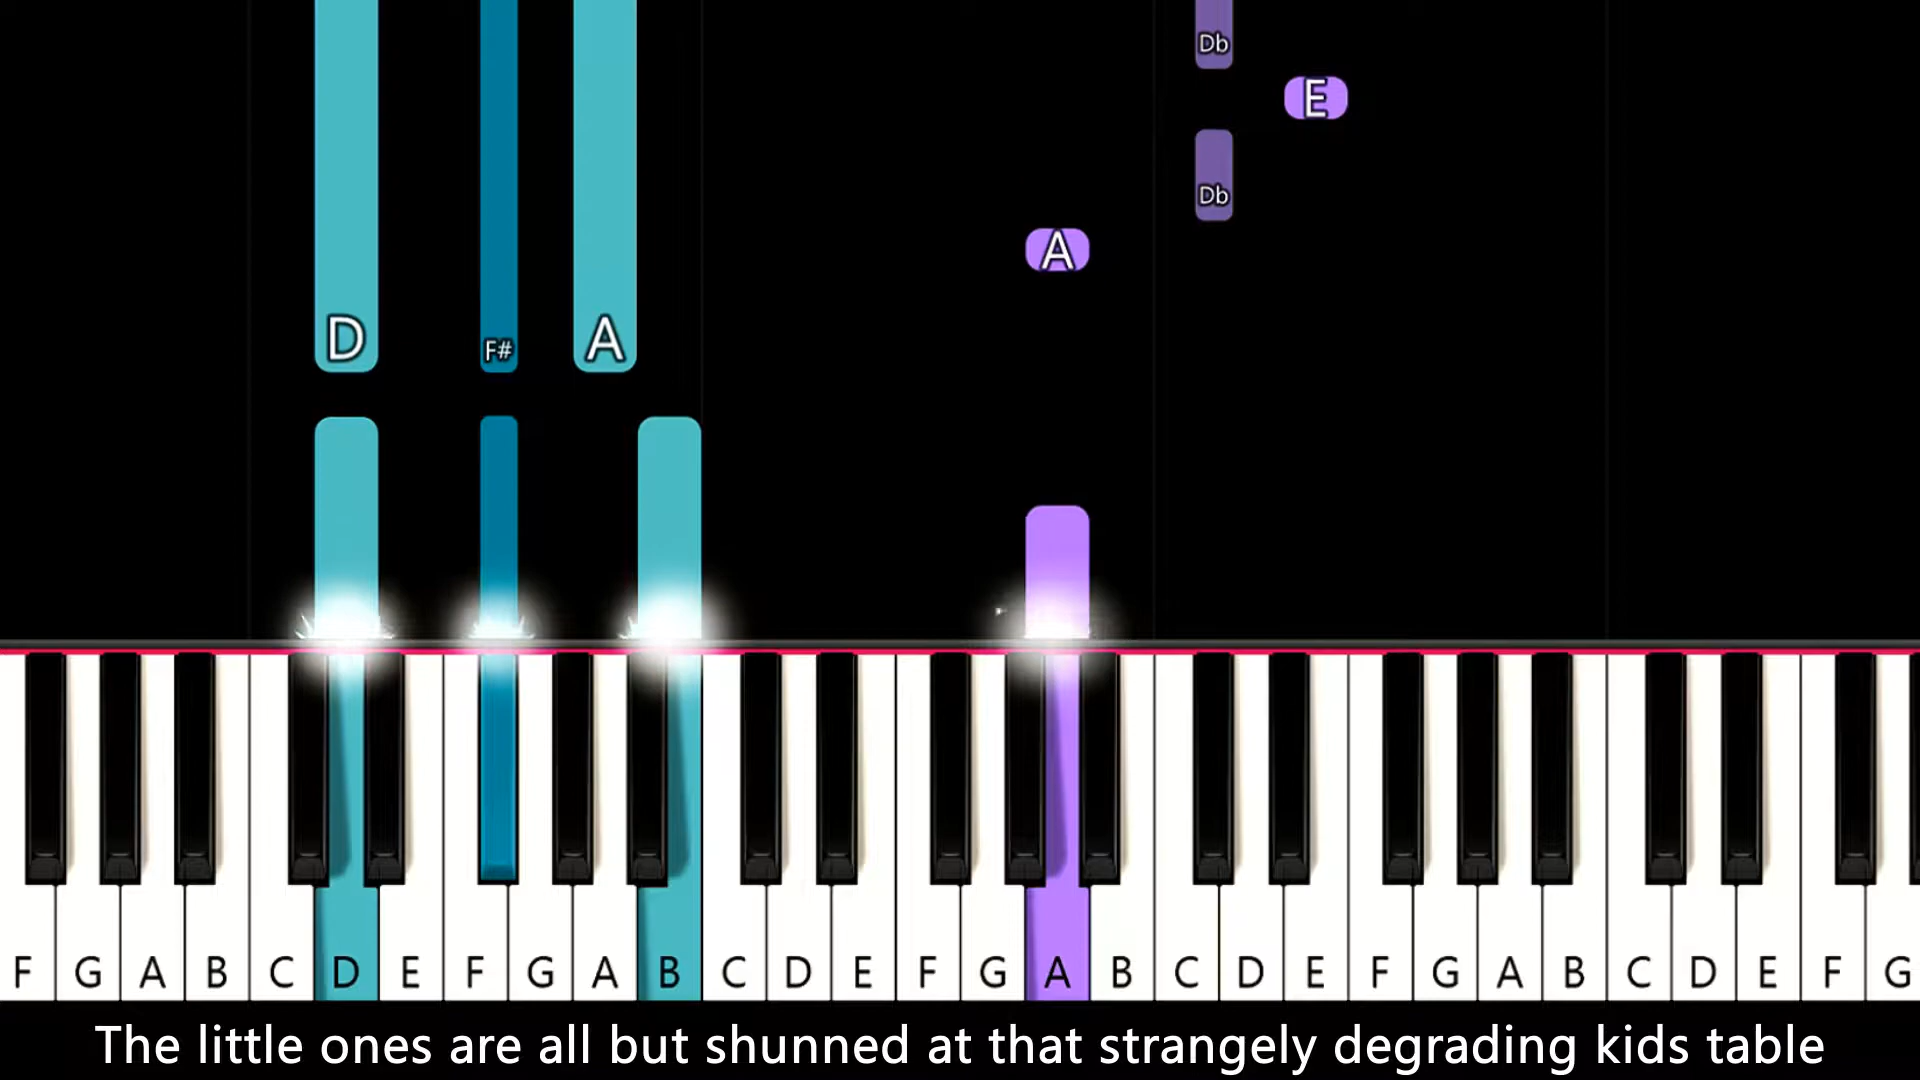 Db
E
Db
A
D F# A
F G A B C D E F G A B C D E F G A B C D E F G A B C D E F G
The little ones are all but shunned at that strangely degrading kids table